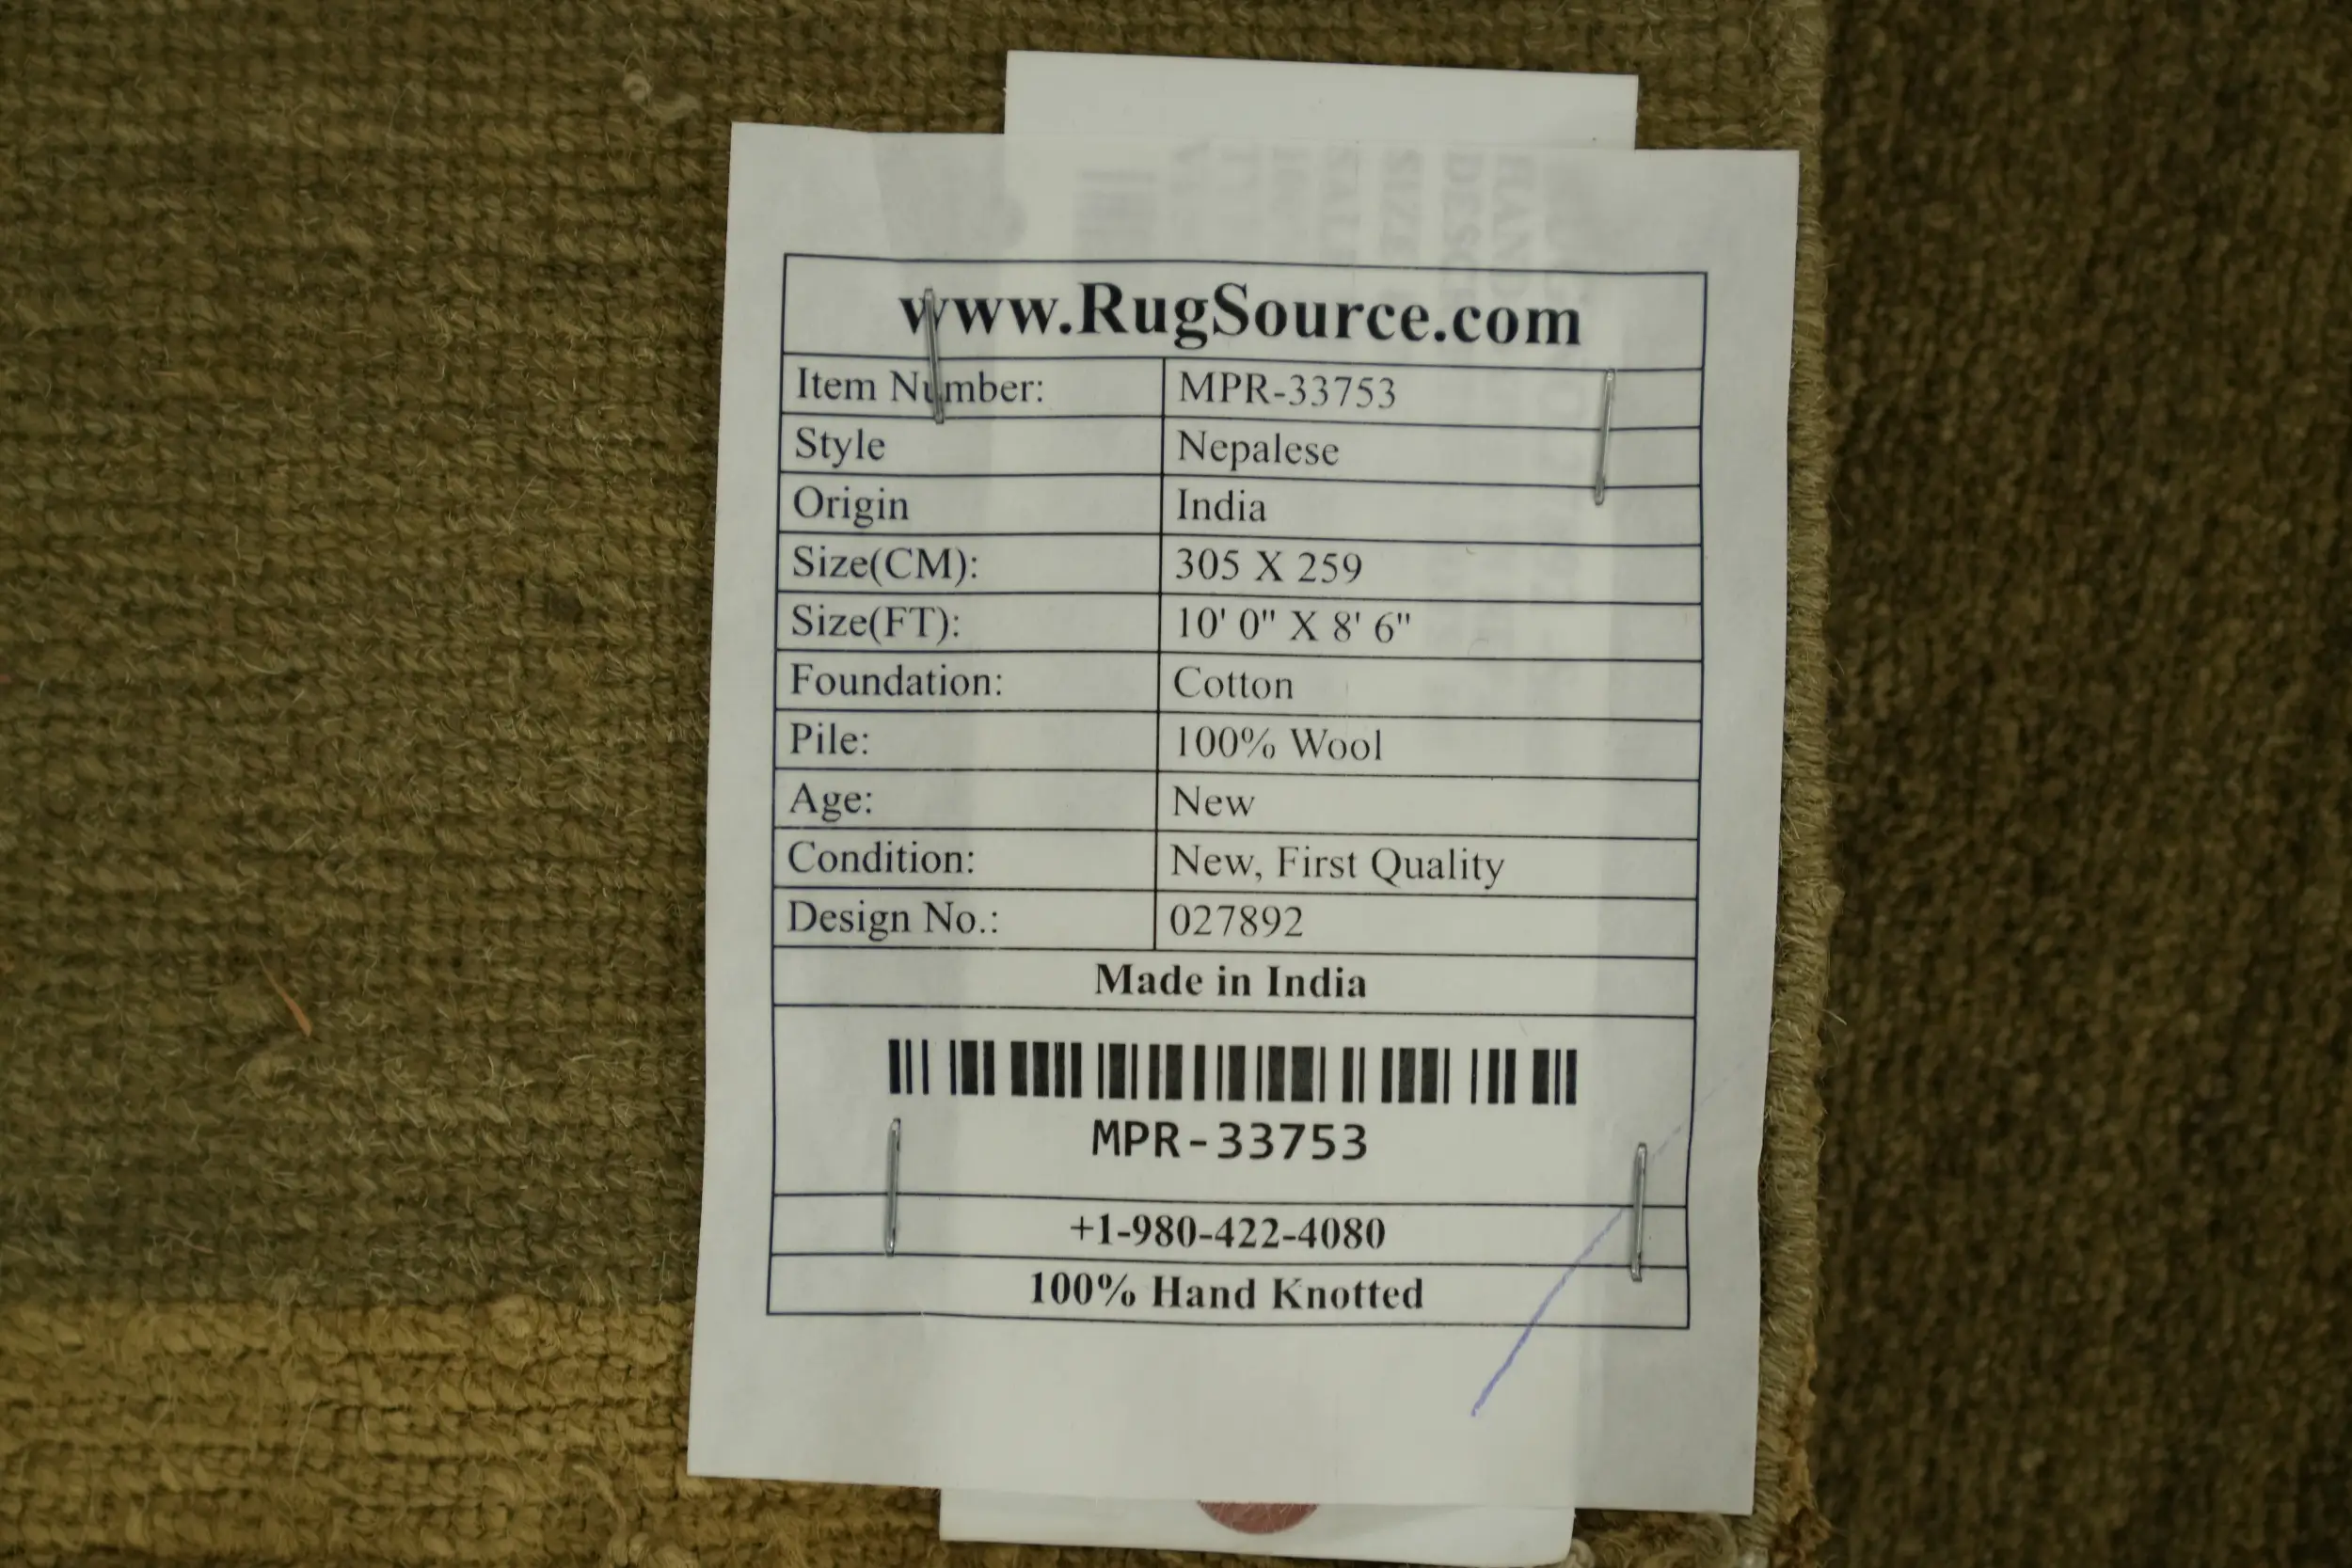 www.RugSource.com
Item Number: MPR-33753
Style Nepalese
Origin India
Size(CM): 305 X 259
Size(FT): 10' 0" X 8' 6"
Foundation: Cotton
Pile: 100% Wool
Age: New
Condition: New, First Quality
Design No.: 027892
Made in India
MPR-33753
+1-980-422-4080
100% Hand Knotted